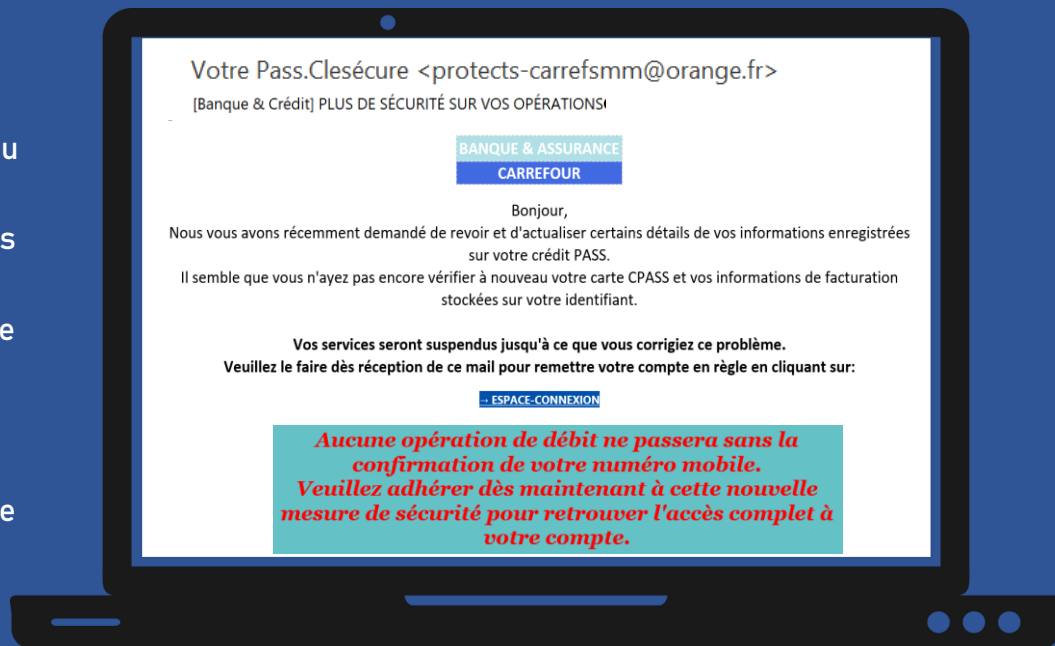 u
s
e
e
Votre Pass.Clesécure <protects-carrefsmm@orange.fr>
[Banque & Crédit] PLUS DE SÉCURITÉ SUR VOS OPÉRATIONS
BANQUE & ASSURANCE
CARREFOUR
Bonjour,
Nous vous avons récemment demandé de revoir et d'actualiser certains détails de vos informations enregistrées
sur votre crédit PASS.
Il semble que vous n'ayez pas encore vérifier à nouveau votre carte CPASS et vos informations de facturation
stockées sur votre identifiant.
Vos services seront suspendus jusqu'à ce que vous corrigiez ce problème.
Veuillez le faire dès réception de ce mail pour remettre votre compte en règle en cliquant sur:
→ ESPACE-CONNEXION
Aucune opération de débit ne passera sans la
confirmation de votre numéro mobile.
Veuillez adhérer dès maintenant à cette nouvelle
mesure de sécurité pour retrouver l'accès complet à
votre compte.